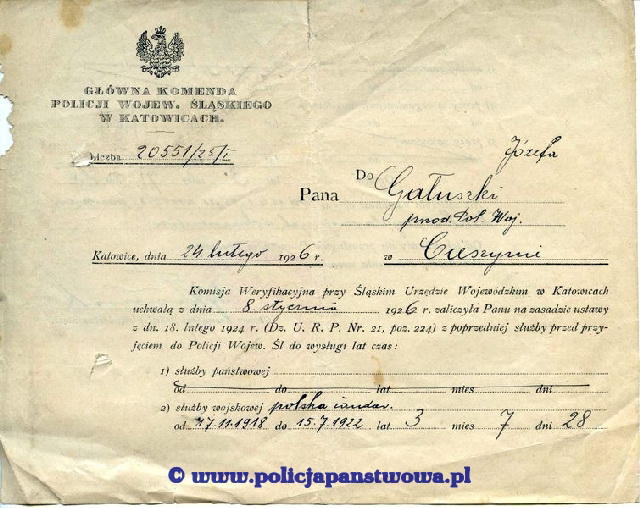 GŁÓWNA KOMENDA
POLICJI WOJEW. ŚLĄSKIEGO
W KATOWICACH.
Liczba 20551/25/I
Józefa
Do
Pana Gałuszki
przod. Pol. Woj.
Katowice, dnia 24 lutego 1926 r. w Cieszynie
Komisja Weryfikacyjna przy Śląskim Urzędzie Wojewódzkim w Katowicach
uchwałą z dnia 8 stycznia 1926 r. zaliczyła Panu na zasadzie ustawy
z dn. 18. lutego 1924 r. (Dz. U. R. P. Nr. 21, poz. 224) z poprzedniej służby przed przy-
jęciem do Policji Wojew. Śl do wysługi lat czas:
1) służby państwowej
od do lat mies dni
2) służby wojskowej polska żandar.
od 11.1918 do 15.7.1922 lat 3 mies 7 dni 28
© www.policjapanstwowa.pl